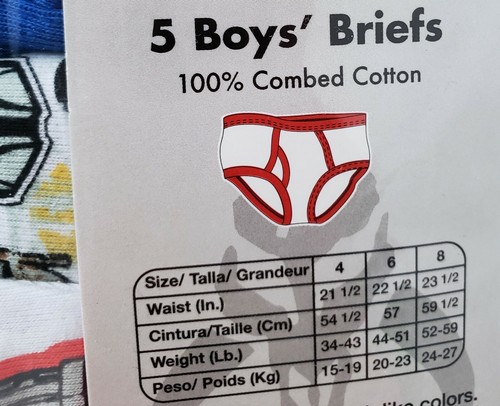 5 Boys' Briefs
100% Combed Cotton
Size/ Talla/ Grandeur 4 6 8
Waist (In.) 21 1/2 22 1/2 23 1/2
Cintura/Taille (Cm) 54 1/2 57 59 1/2
Weight (Lb.) 34-43 44-51 52-59
Peso/ Poids (Kg) 15-19 20-23 24-27
like colors.